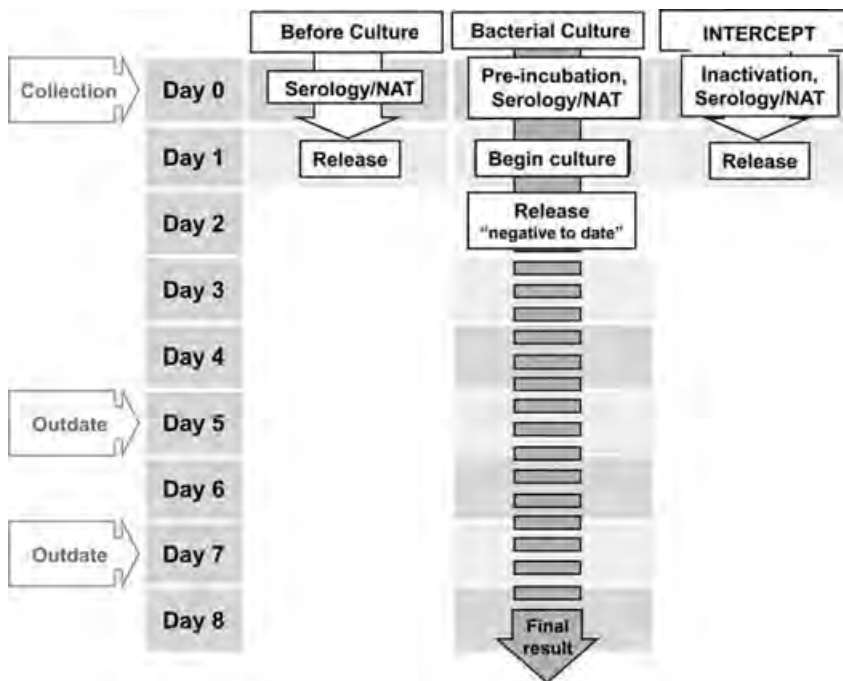 Before Culture
Bacterial Culture
INTERCEPT
Collection
Day 0
Serology/NAT
Pre-incubation,
Serology/NAT
Inactivation,
Serology/NAT
Day 1
Release
Begin culture
Release
Day 2
Release
“negative to date”
Day 3
Day 4
Outdate
Day 5
Day 6
Outdate
Day 7
Day 8
Final
result